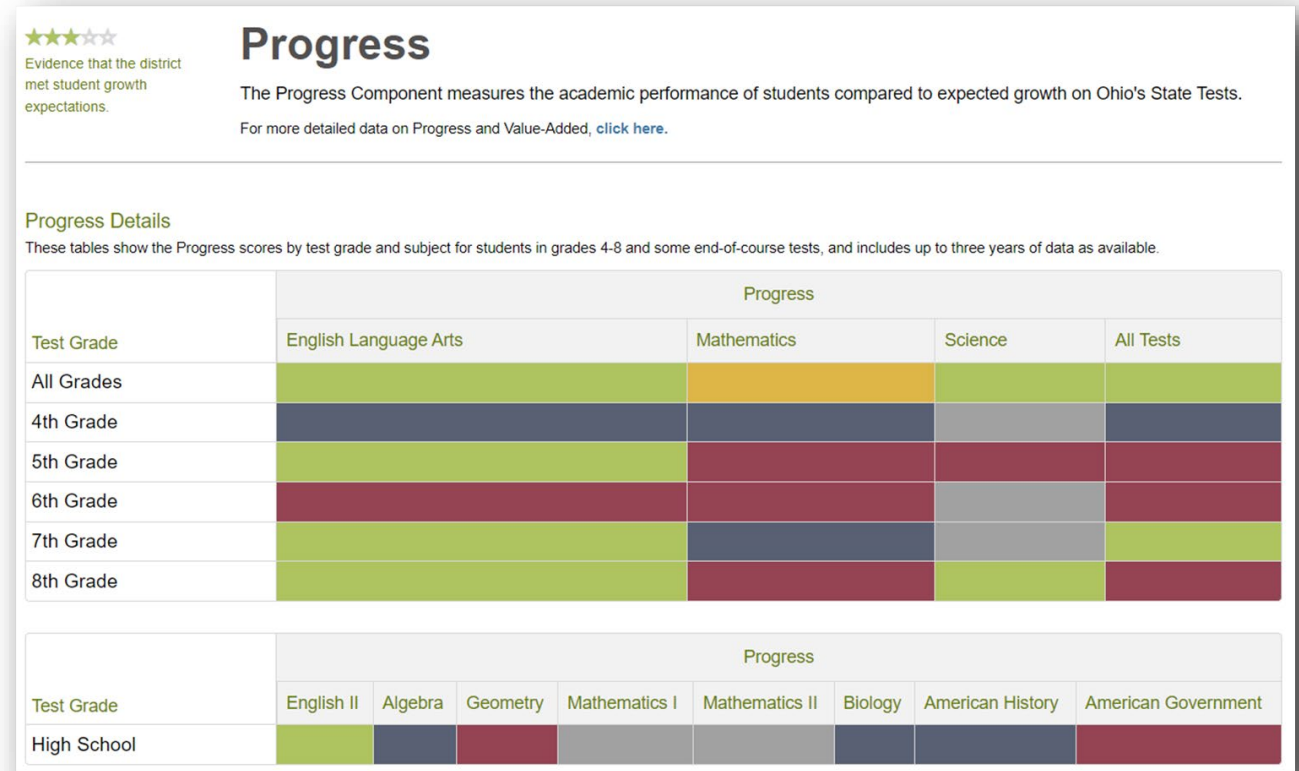 Evidence that the district
met student growth
expectations.
Progress
The Progress Component measures the academic performance of students compared to expected growth on Ohio's State Tests.
For more detailed data on Progress and Value-Added, click here.
Progress Details
These tables show the Progress scores by test grade and subject for students in grades 4-8 and some end-of-course tests, and includes up to three years of data as available.
Progress
Test Grade English Language Arts Mathematics Science All Tests
All Grades
4th Grade
5th Grade
6th Grade
7th Grade
8th Grade
Progress
Test Grade English II Algebra Geometry Mathematics I Mathematics II Biology American History American Government
High School